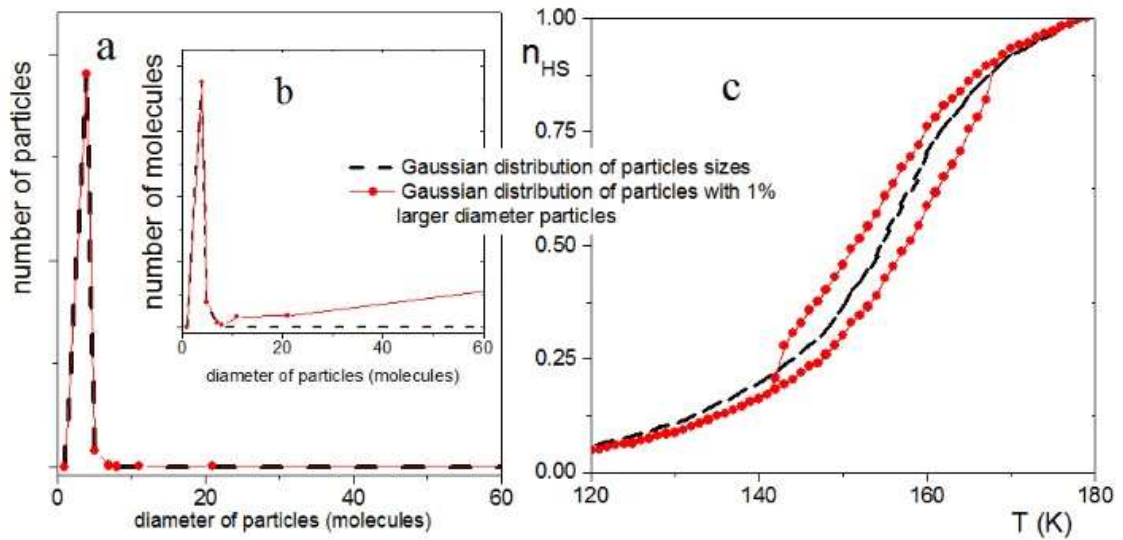 a
number of particles
0
20
40
60
diameter of particles (molecules)
b
number of molecules
0
20
40
60
diameter of particles (molecules)
Gaussian distribution of particles sizes
Gaussian distribution of particles with 1%
larger diameter particles
c
n_HS
1.00
0.75
0.50
0.25
0.00
120
140
160
180
T (K)